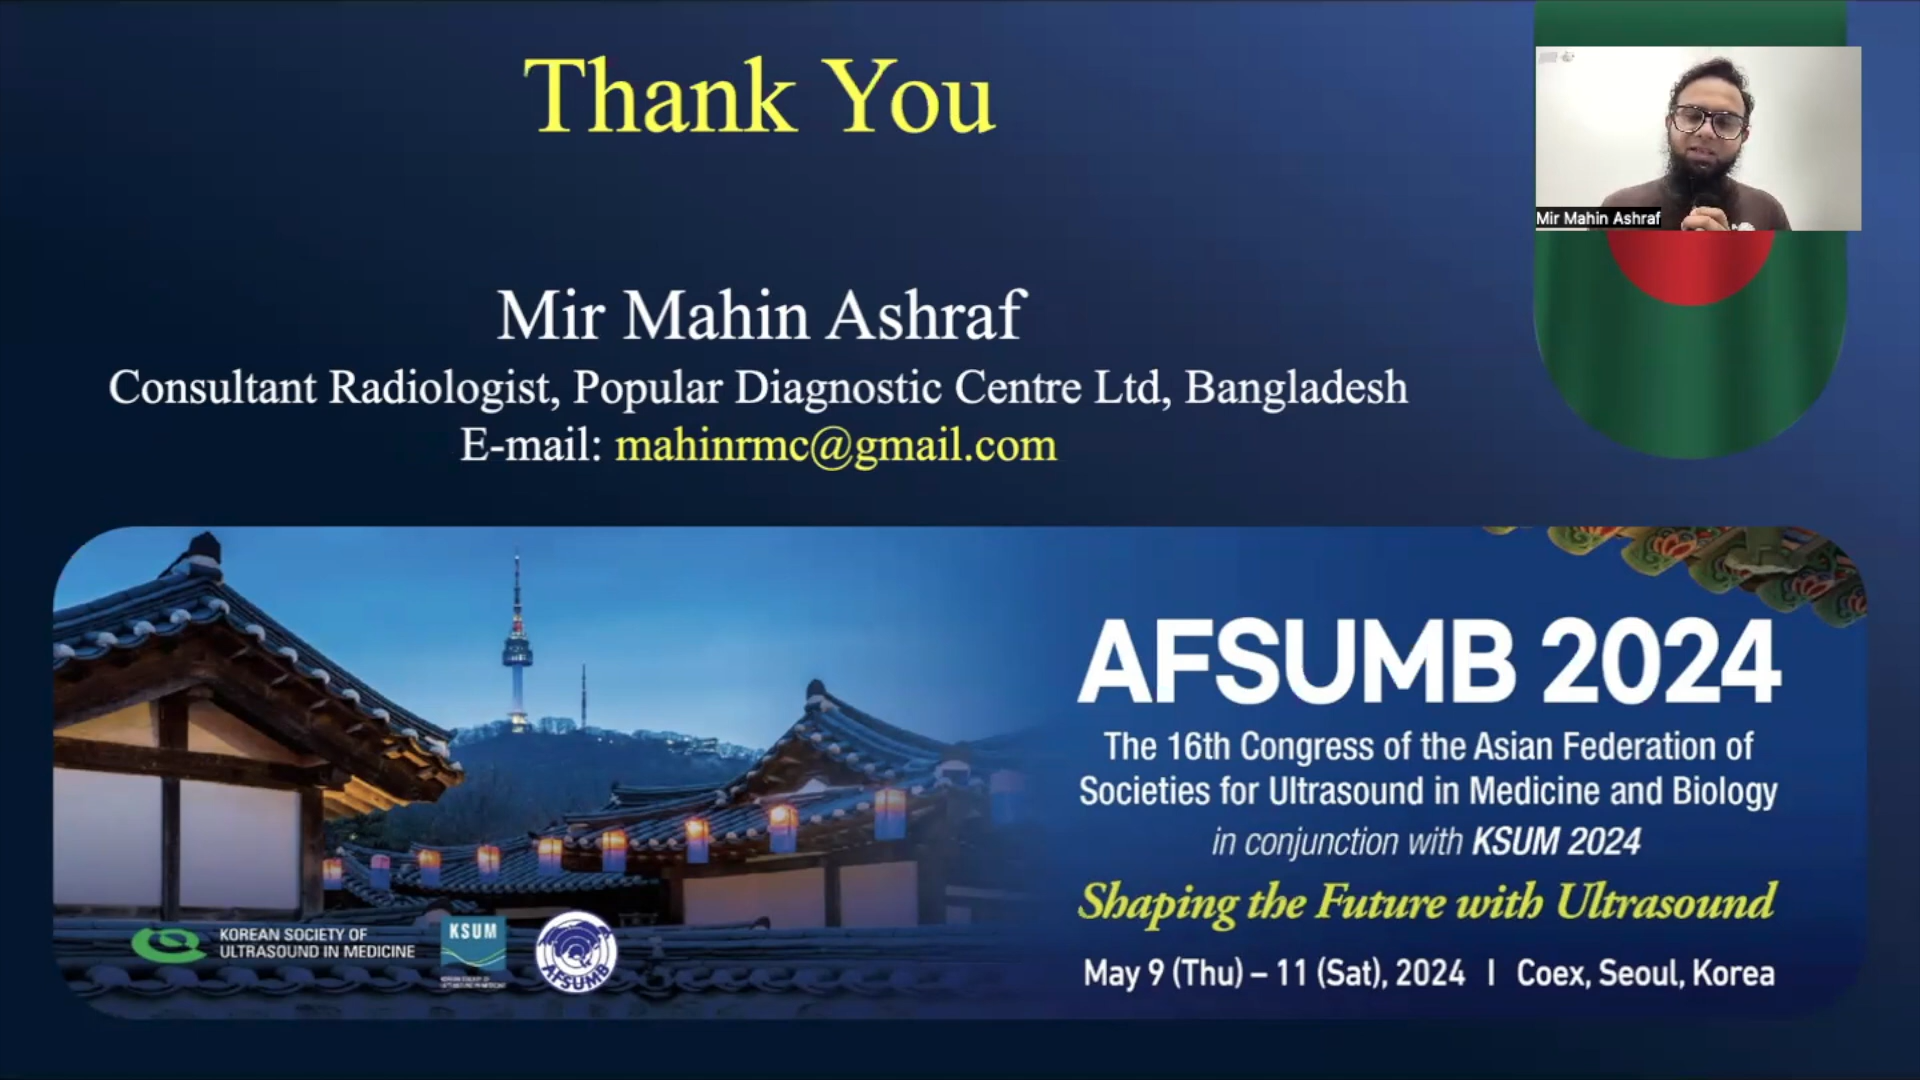 Thank You
Mir Mahin Ashraf
Mir Mahin Ashraf
Consultant Radiologist, Popular Diagnostic Centre Ltd, Bangladesh
E-mail: mahinrmc@gmail.com
AFSUMB 2024
The 16th Congress of the Asian Federation of
Societies for Ultrasound in Medicine and Biology
in conjunction with KSUM 2024
Shaping the Future with Ultrasound
May 9 (Thu) – 11 (Sat), 2024 | Coex, Seoul, Korea
KOREAN SOCIETY OF
ULTRASOUND IN MEDICINE
KSUM
AFSUMB